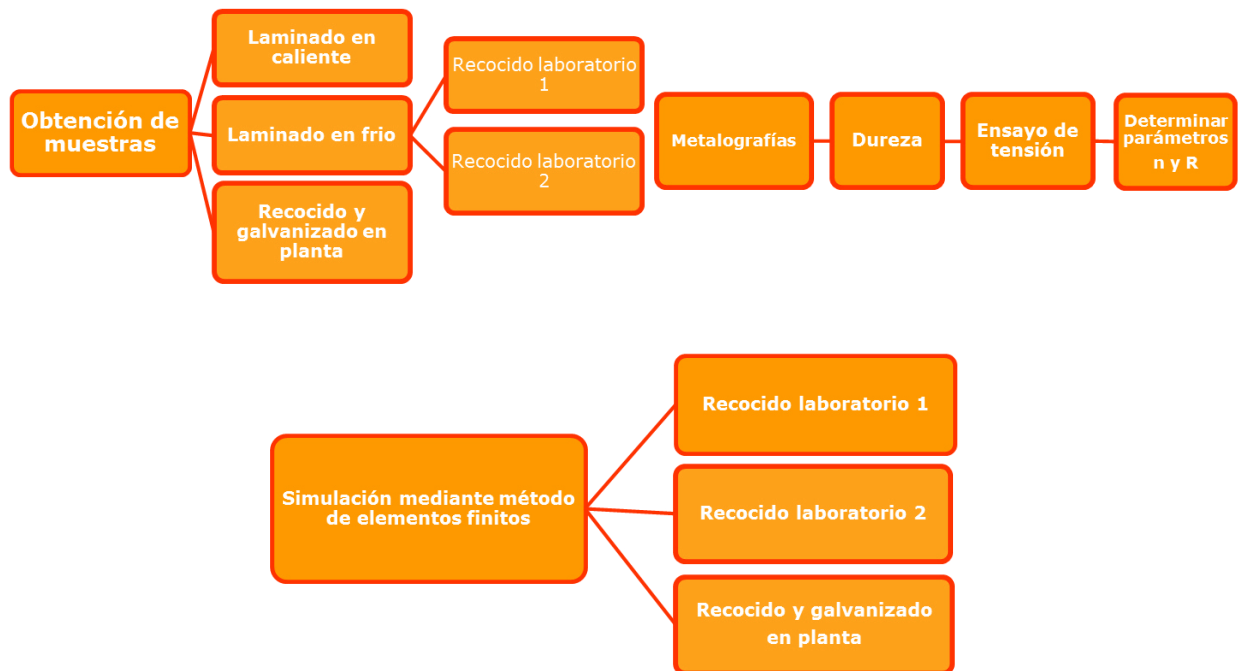 Obtención de
muestras
Laminado en
caliente
Laminado en frio
Recocido y
galvanizado en
planta
Recocido laboratorio
1
Recocido laboratorio
2
Metalografías
Dureza
Ensayo de
tensión
Determinar
parámetros
n y R
Simulación mediante método
de elementos finitos
Recocido laboratorio 1
Recocido laboratorio 2
Recocido y galvanizado
en planta